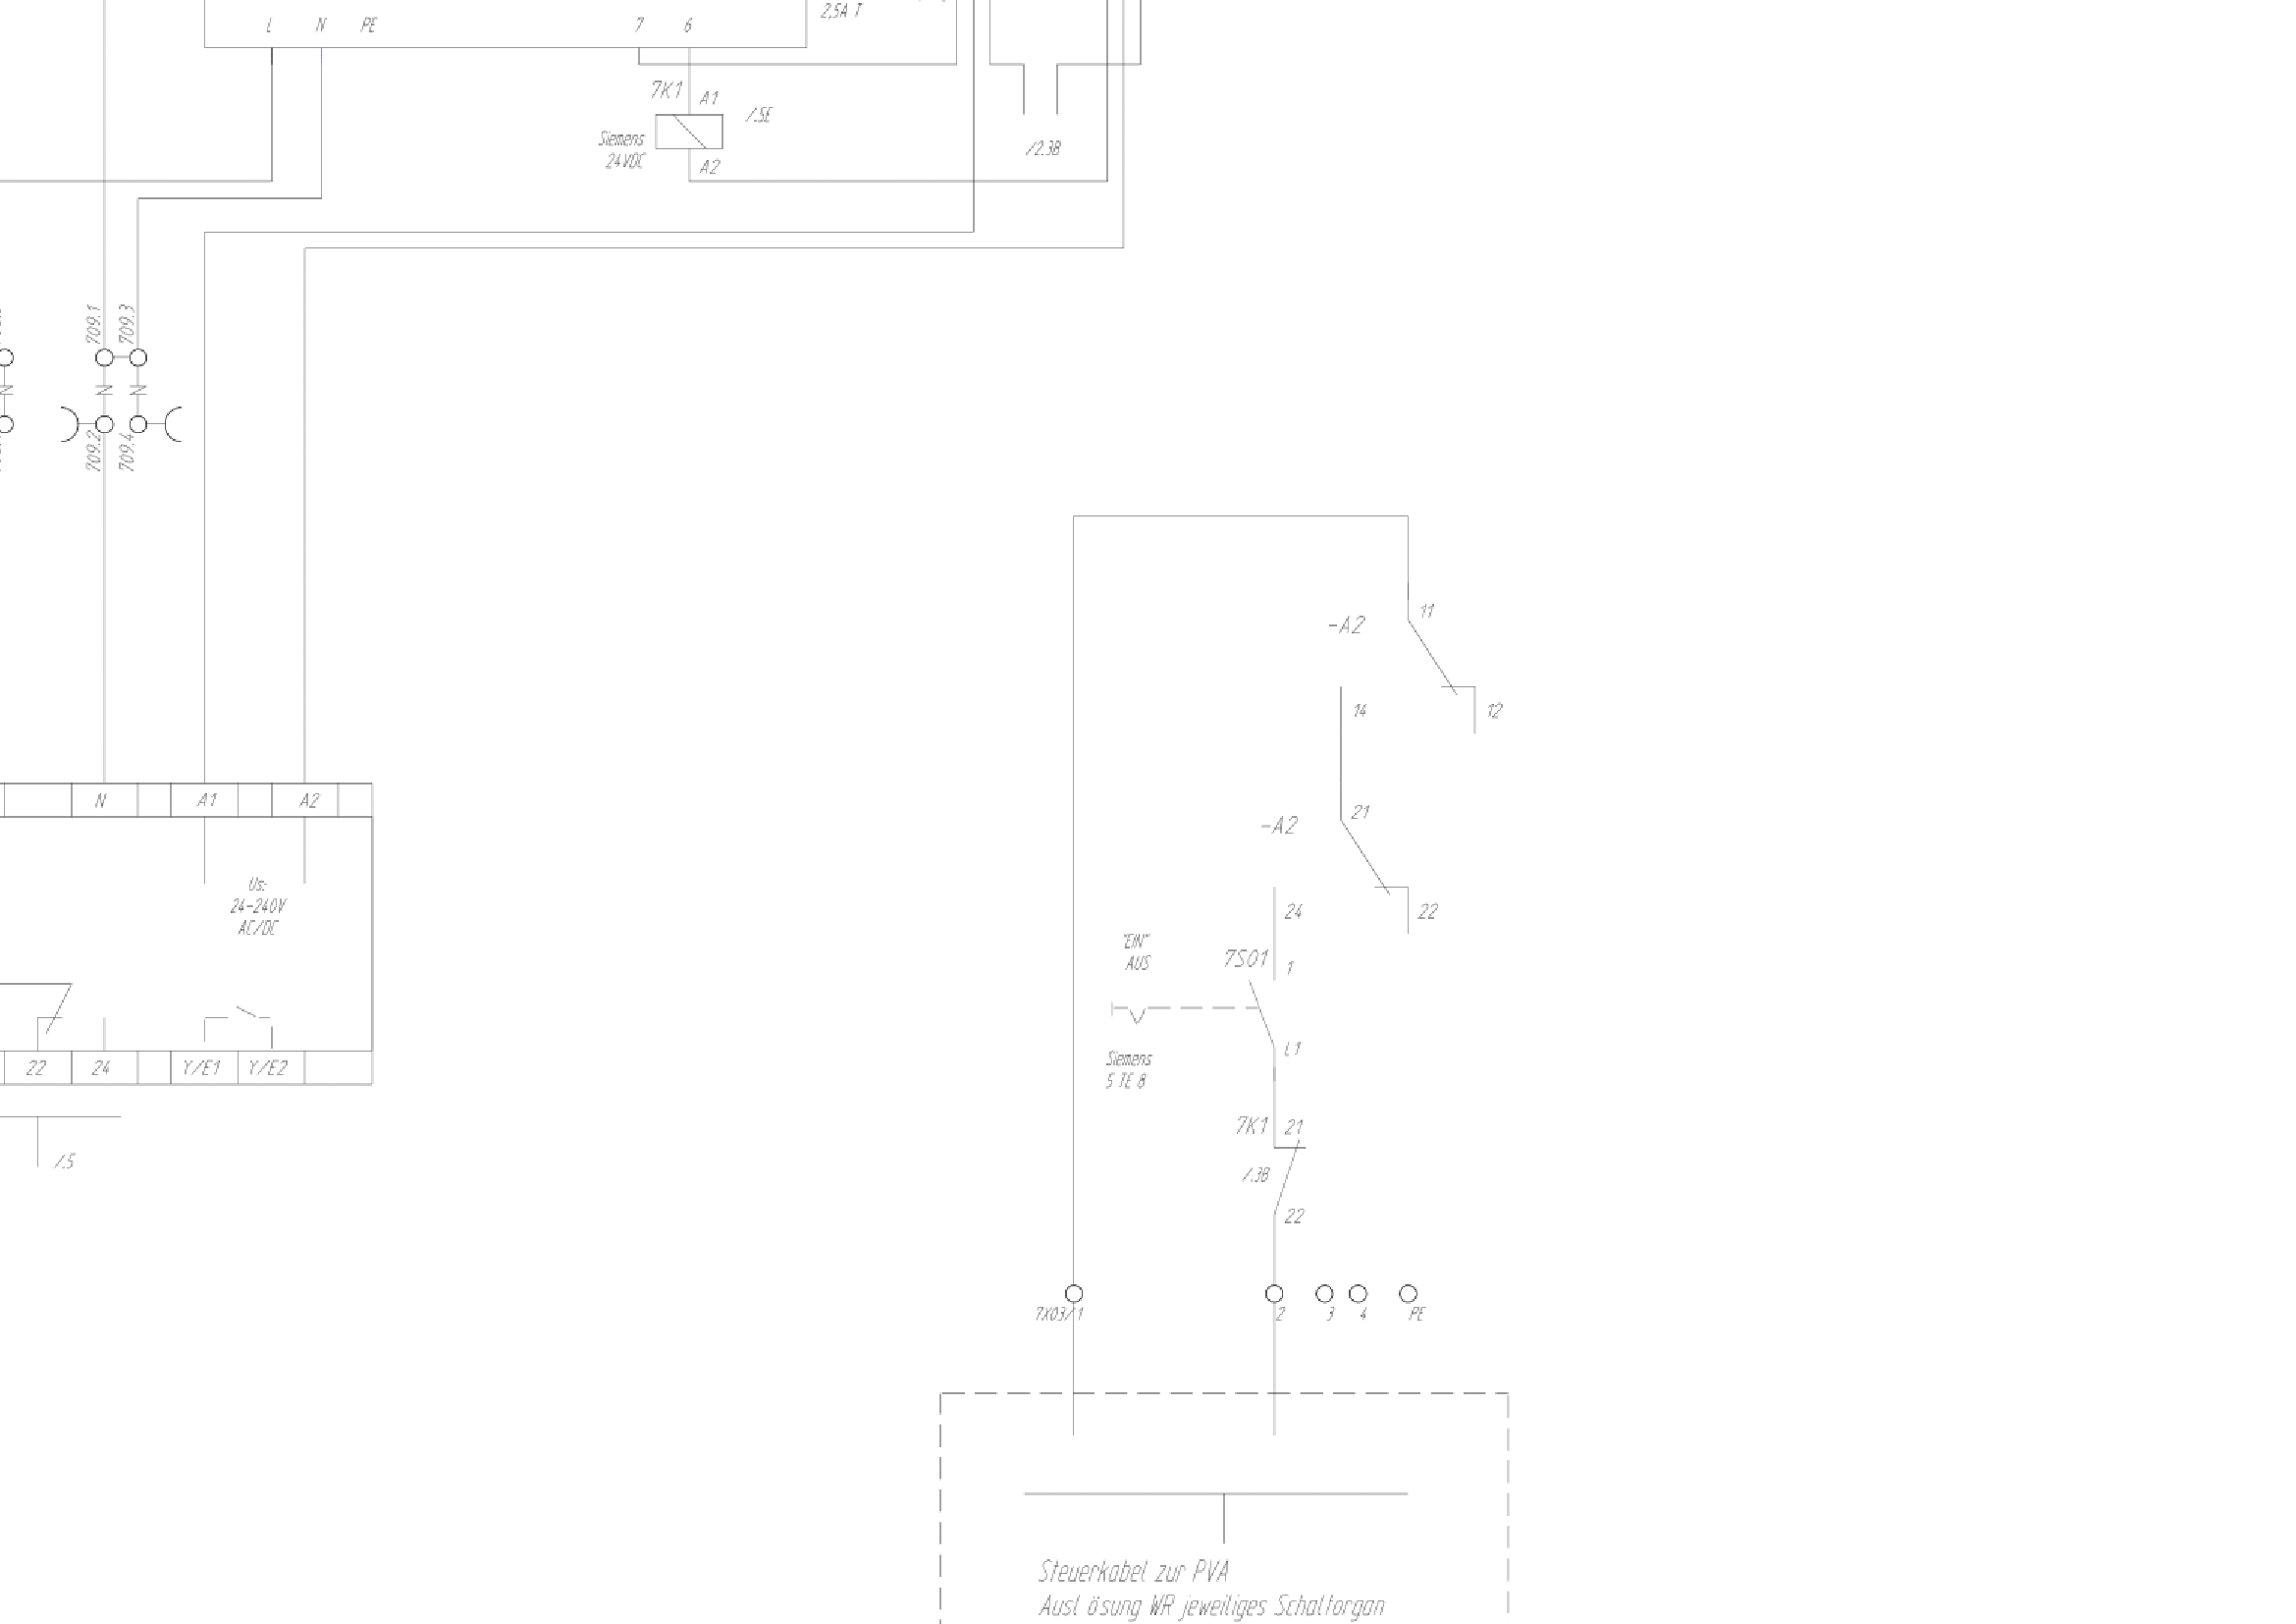 2,5A T
L N PE 7 6
7K1 A1
/.5E
Siemens
24VDC
A2
/2.3B
709.1 709.3
N N N
709.2 709.4
11
-A2
14 12
N A1 A2
21
-A2
Us:
24-240V
AC/DC
24 22
"EIN"
AUS
7S01 1
L1
Siemens
5 TE 8
22 24 Y/E1 Y/E2
7K1 21
/.5
/.3B
22
7X03/1 2 3 4 PE
Steuerkabel zur PVA
Ausl ösung WR jeweiliges Schaltorgan